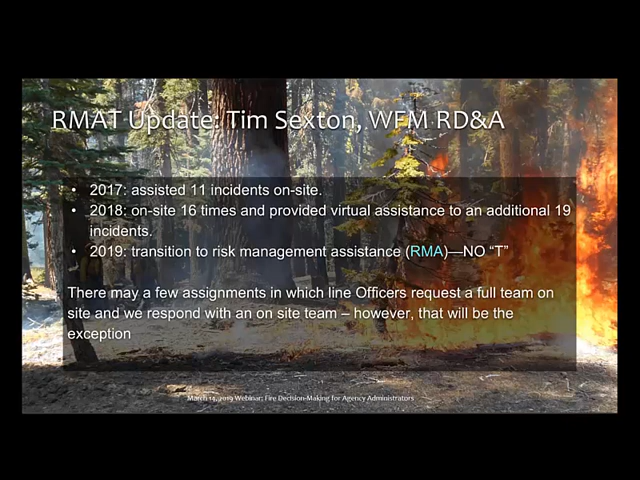 RMAT Update: Tim Sexton, WFM RD&A
• 2017: assisted 11 incidents on-site.
• 2018: on-site 16 times and provided virtual assistance to an additional 19
incidents.
• 2019: transition to risk management assistance (RMA)—NO “T”
There may a few assignments in which line Officers request a full team on
site and we respond with an on site team – however, that will be the
exception
March 14, 2019 Webinar: Fire Decision-Making for Agency Administrators